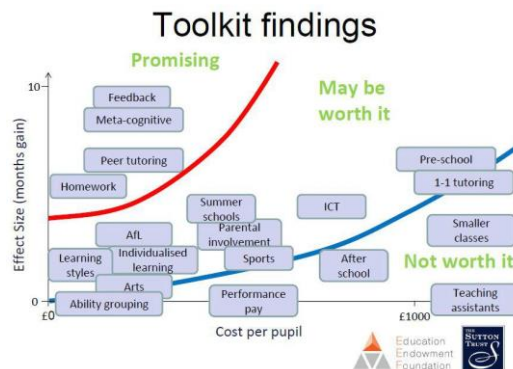 Toolkit findings
Promising
May be
worth it
Not worth it
Effect Size (months gain)
10
0
Feedback
Meta-cognitive
Peer tutoring
Homework
Pre-school
1-1 tutoring
Summer
schools
ICT
Parental
involvement
AfL
Smaller
classes
Learning
styles
Individualised
learning
Sports
After
school
Arts
Ability grouping
Performance
pay
Teaching
assistants
£0
£1000
Cost per pupil
Education
Endowment
Foundation
THE
SUTTON
TRUST